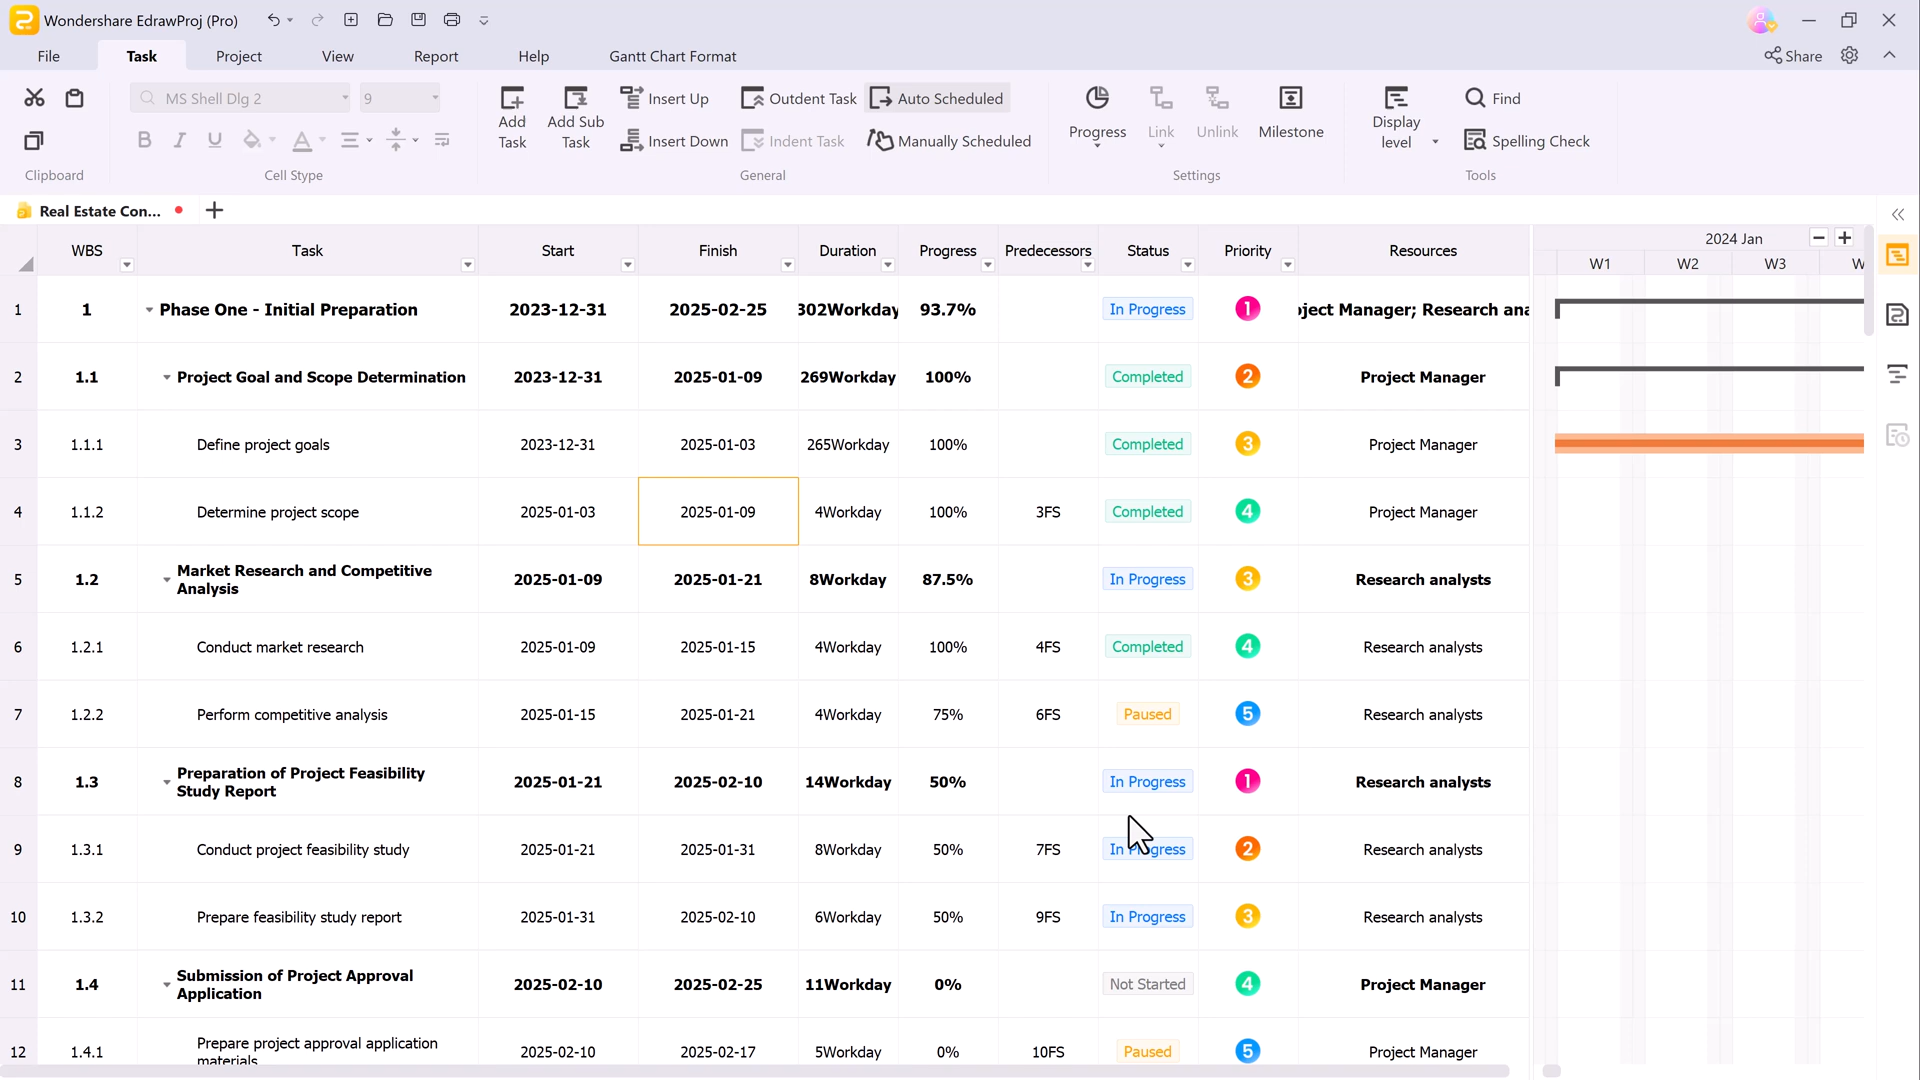 Wondershare EdrawProj (Pro)
File Task Project View Report Help Gantt Chart Format Share
MS Shell Dlg 2 9
B I U A
Add Task
Add Sub Task
Insert Up
Insert Down
Outdent Task
Indent Task
Auto Scheduled
Manually Scheduled
Progress
Link
Unlink
Milestone
Display level
Find
Spelling Check
Clipboard Cell Stype General Settings Tools
Real Estate Con...
WBS Task Start Finish Duration Progress Predecessors Status Priority Resources
2024 Jan
W1 W2 W3 W
1 1 Phase One - Initial Preparation 2023-12-31 2025-02-25 302Workday 93.7% In Progress 1 oject Manager; Research ana
2 1.1 Project Goal and Scope Determination 2023-12-31 2025-01-09 269Workday 100% Completed 2 Project Manager
3 1.1.1 Define project goals 2023-12-31 2025-01-03 265Workday 100% Completed 3 Project Manager
4 1.1.2 Determine project scope 2025-01-03 2025-01-09 4Workday 100% 3FS Completed 4 Project Manager
5 1.2 Market Research and Competitive Analysis 2025-01-09 2025-01-21 8Workday 87.5% In Progress 3 Research analysts
6 1.2.1 Conduct market research 2025-01-09 2025-01-15 4Workday 100% 4FS Completed 4 Research analysts
7 1.2.2 Perform competitive analysis 2025-01-15 2025-01-21 4Workday 75% 6FS Paused 5 Research analysts
8 1.3 Preparation of Project Feasibility Study Report 2025-01-21 2025-02-10 14Workday 50% In Progress 1 Research analysts
9 1.3.1 Conduct project feasibility study 2025-01-21 2025-01-31 8Workday 50% 7FS In Progress 2 Research analysts
10 1.3.2 Prepare feasibility study report 2025-01-31 2025-02-10 6Workday 50% 9FS In Progress 3 Research analysts
11 1.4 Submission of Project Approval Application 2025-02-10 2025-02-25 11Workday 0% Not Started 4 Project Manager
12 1.4.1 Prepare project approval application materials 2025-02-10 2025-02-17 5Workday 0% 10FS Paused 5 Project Manager